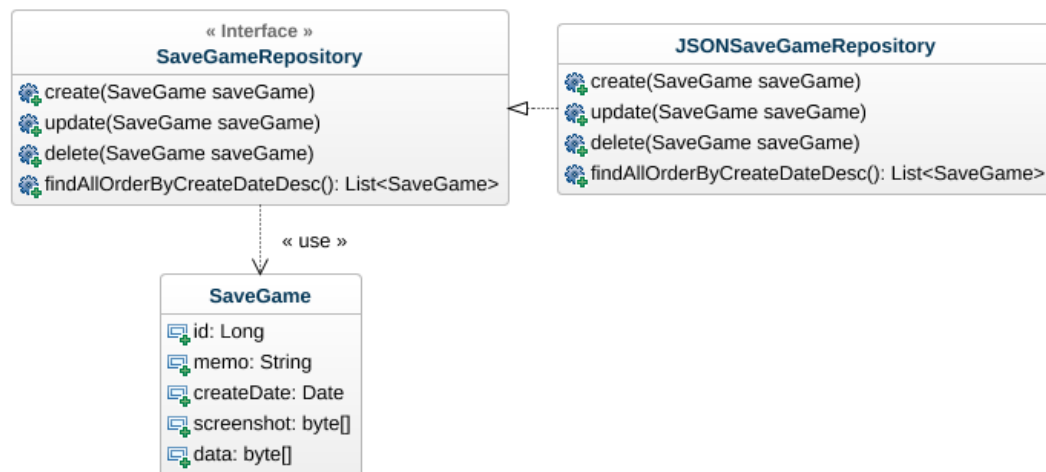 « Interface »
SaveGameRepository
create(SaveGame saveGame)
update(SaveGame saveGame)
delete(SaveGame saveGame)
findAllOrderByCreateDateDesc(): List<SaveGame>
JSONSaveGameRepository
create(SaveGame saveGame)
update(SaveGame saveGame)
delete(SaveGame saveGame)
findAllOrderByCreateDateDesc(): List<SaveGame>
« use »
SaveGame
id: Long
memo: String
createDate: Date
screenshot: byte[]
data: byte[]